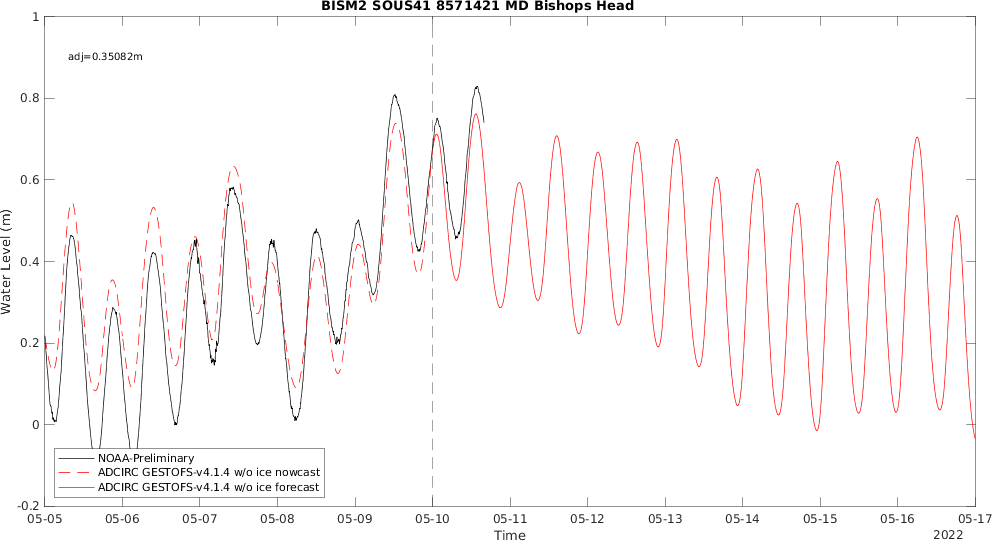 BISM2 SOUS41 8571421 MD Bishops Head
adj=0.35082m
Water Level (m)
1
0.8
0.6
0.4
0.2
0
-0.2
NOAA-Preliminary
ADCIRC GESTOFS-v4.1.4 w/o ice nowcast
ADCIRC GESTOFS-v4.1.4 w/o ice forecast
05-05 05-06 05-07 05-08 05-09 05-10 05-11 05-12 05-13 05-14 05-15 05-16 05-17
Time
2022